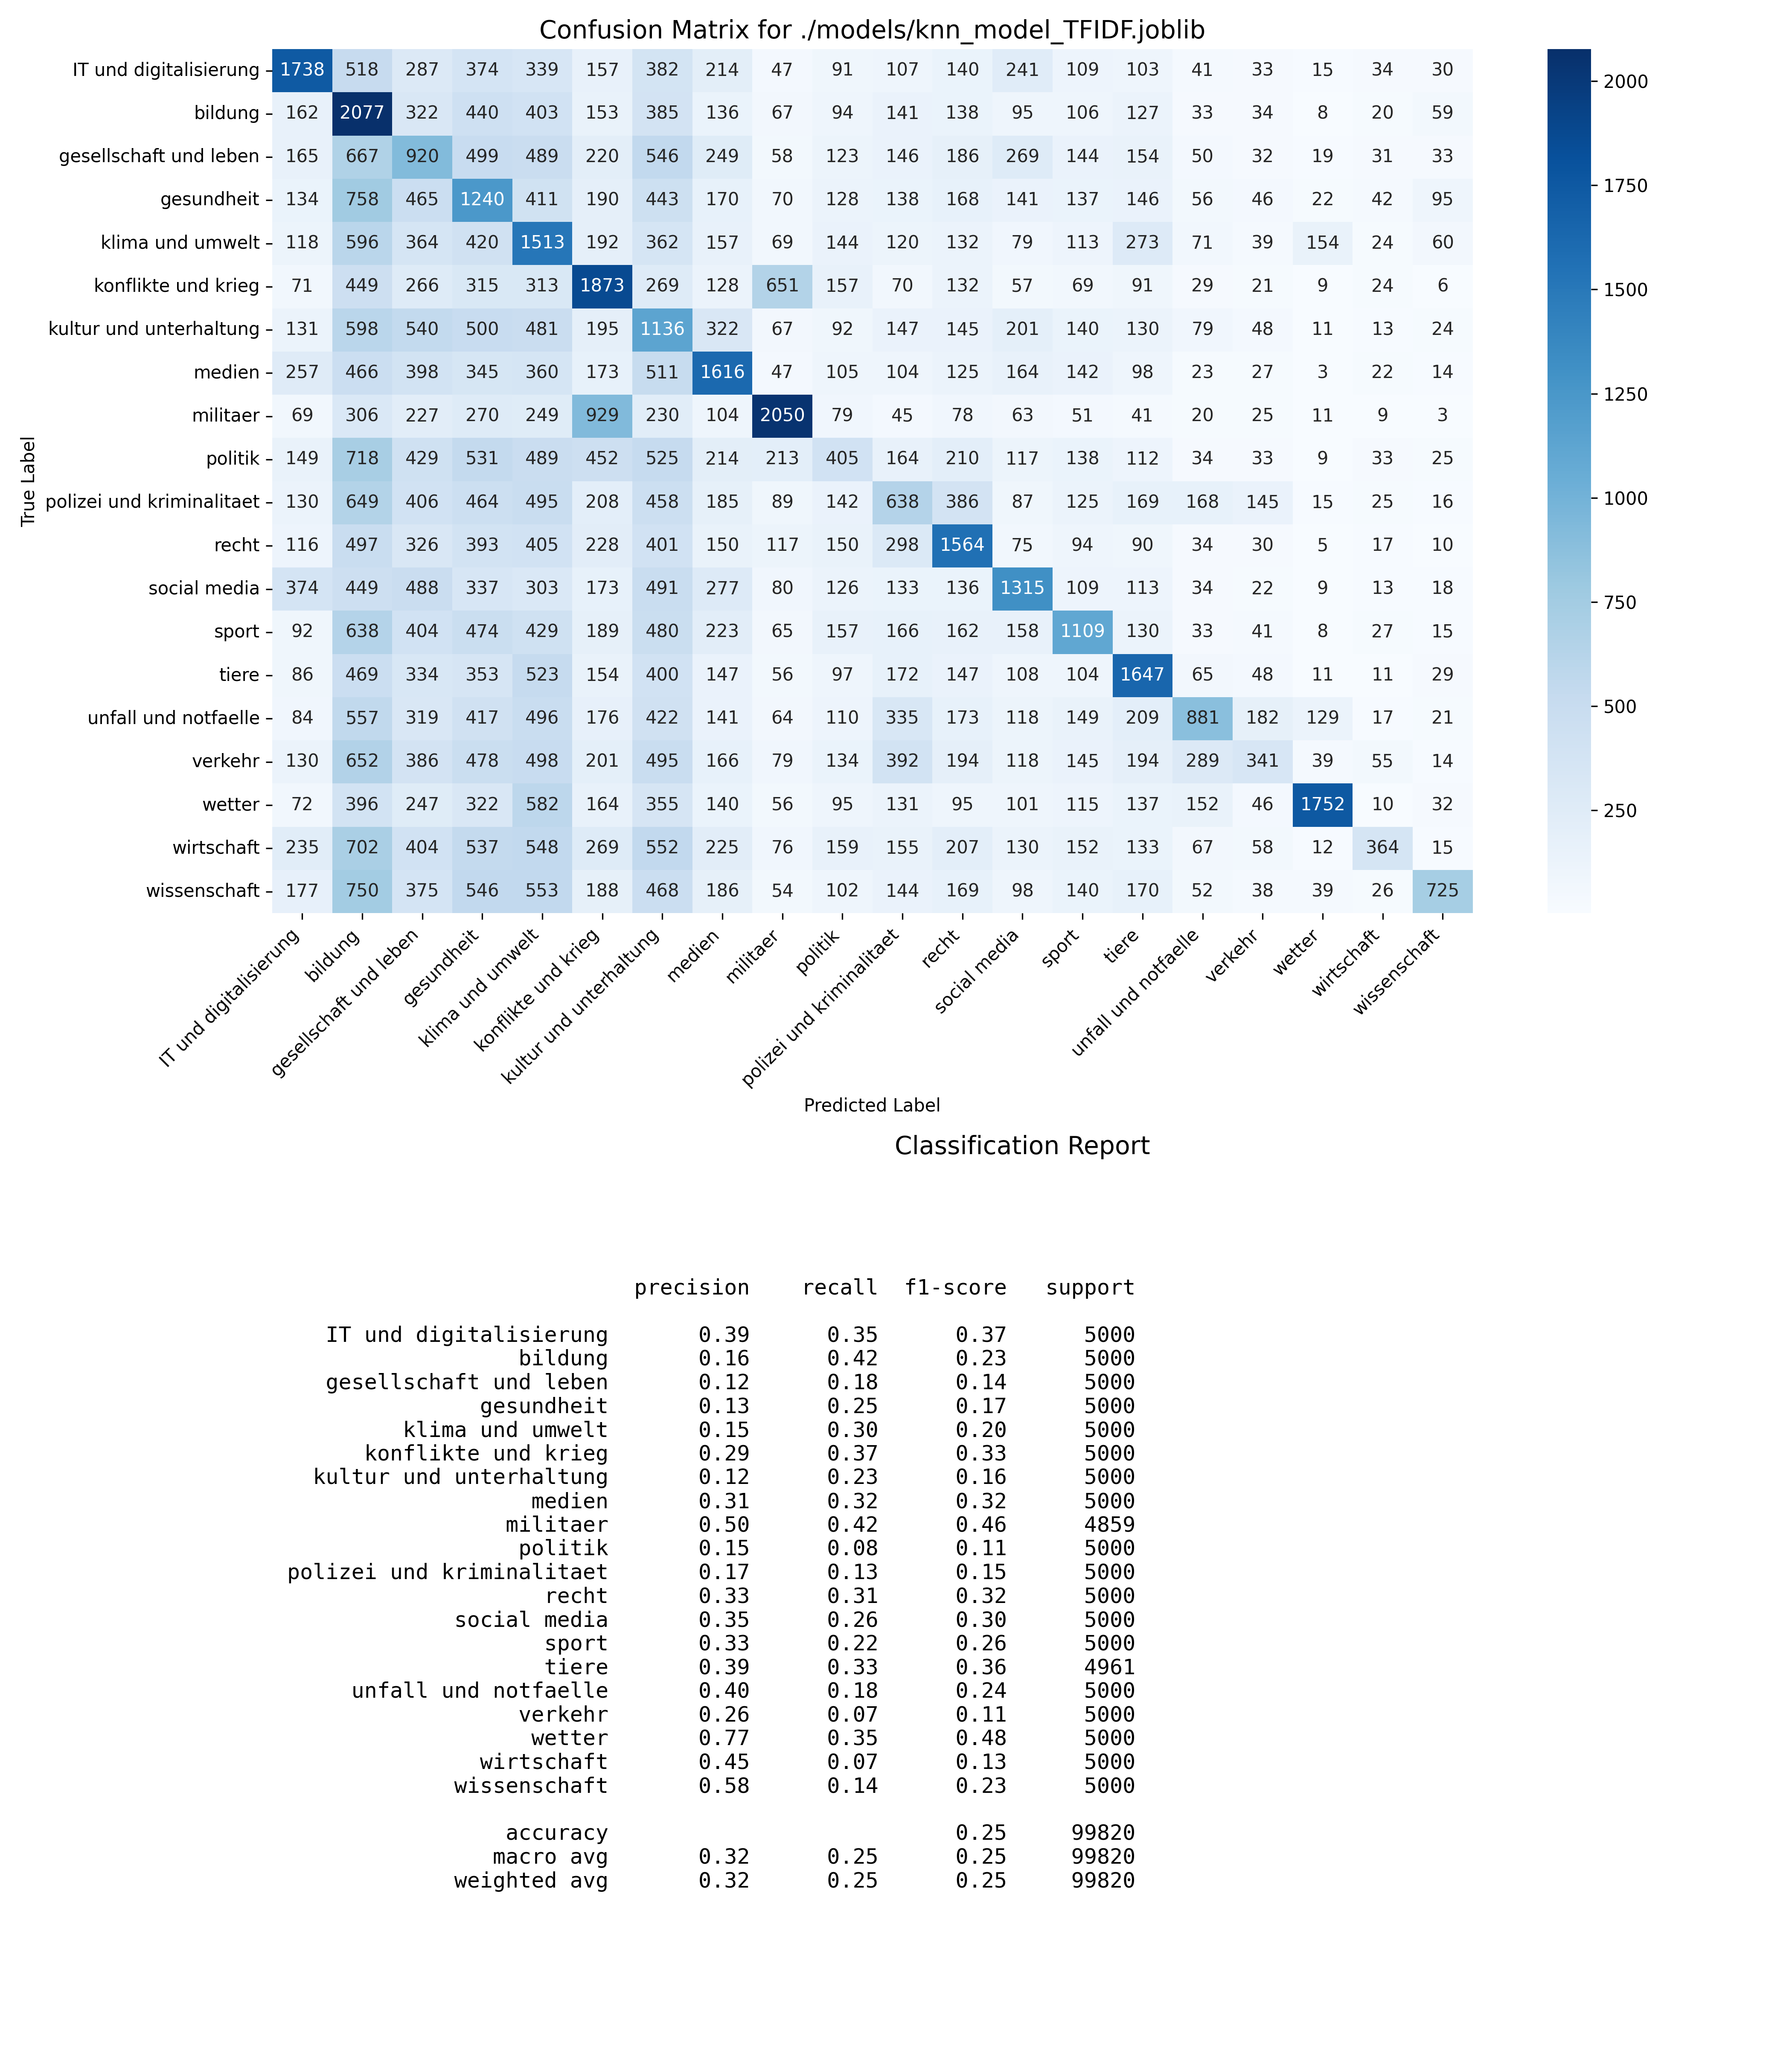 Confusion Matrix for ./models/knn_model_TFIDF.joblib
True Label
IT und digitalisierung 1738 518 287 374 339 157 382 214 47 91 107 140 241 109 103 41 33 15 34 30
bildung 162 2077 322 440 403 153 385 136 67 94 141 138 95 106 127 33 34 8 20 59
gesellschaft und leben 165 667 920 499 489 220 546 249 58 123 146 186 269 144 154 50 32 19 31 33
gesundheit 134 758 465 1240 411 190 443 170 70 128 138 168 141 137 146 56 46 22 42 95
klima und umwelt 118 596 364 420 1513 192 362 157 69 144 120 132 79 113 273 71 39 154 24 60
konflikte und krieg 71 449 266 315 313 1873 269 128 651 157 70 132 57 69 91 29 21 9 24 6
kultur und unterhaltung 131 598 540 500 481 195 1136 322 67 92 147 145 201 140 130 79 48 11 13 24
medien 257 466 398 345 360 173 511 1616 47 105 104 125 164 142 98 23 27 3 22 14
militaer 69 306 227 270 249 929 230 104 2050 79 45 78 63 51 41 20 25 11 9 3
politik 149 718 429 531 489 452 525 214 213 405 164 210 117 138 112 34 33 9 33 25
polizei und kriminalitaet 130 649 406 464 495 208 458 185 89 142 638 386 87 125 169 168 145 15 25 16
recht 116 497 326 393 405 228 401 150 117 150 298 1564 75 94 90 34 30 5 17 10
social media 374 449 488 337 303 173 491 277 80 126 133 136 1315 109 113 34 22 9 13 18
sport 92 638 404 474 429 189 480 223 65 157 166 162 158 1109 130 33 41 8 27 15
tiere 86 469 334 353 523 154 400 147 56 97 172 147 108 104 1647 65 48 11 11 29
unfall und notfaelle 84 557 319 417 496 176 422 141 64 110 335 173 118 149 209 881 182 129 17 21
verkehr 130 652 386 478 498 201 495 166 79 134 392 194 118 145 194 289 341 39 55 14
wetter 72 396 247 322 582 164 355 140 56 95 131 95 101 115 137 152 46 1752 10 32
wirtschaft 235 702 404 537 548 269 552 225 76 159 155 207 130 152 133 67 58 12 364 15
wissenschaft 177 750 375 546 553 188 468 186 54 102 144 169 98 140 170 52 38 39 26 725
IT und digitalisierung bildung gesellschaft und leben gesundheit klima und umwelt konflikte und krieg kultur und unterhaltung medien militaer politik polizei und kriminalitaet recht social media sport tiere unfall und notfaelle verkehr wetter wirtschaft wissenschaft
Predicted Label
2000
1750
1500
1250
1000
750
500
250
Classification Report
precision recall f1-score support
IT und digitalisierung 0.39 0.35 0.37 5000
bildung 0.16 0.42 0.23 5000
gesellschaft und leben 0.12 0.18 0.14 5000
gesundheit 0.13 0.25 0.17 5000
klima und umwelt 0.15 0.30 0.20 5000
konflikte und krieg 0.29 0.37 0.33 5000
kultur und unterhaltung 0.12 0.23 0.16 5000
medien 0.31 0.32 0.32 5000
militaer 0.50 0.42 0.46 4859
politik 0.15 0.08 0.11 5000
polizei und kriminalitaet 0.17 0.13 0.15 5000
recht 0.33 0.31 0.32 5000
social media 0.35 0.26 0.30 5000
sport 0.33 0.22 0.26 5000
tiere 0.39 0.33 0.36 4961
unfall und notfaelle 0.40 0.18 0.24 5000
verkehr 0.26 0.07 0.11 5000
wetter 0.77 0.35 0.48 5000
wirtschaft 0.45 0.07 0.13 5000
wissenschaft 0.58 0.14 0.23 5000
accuracy 0.25 99820
macro avg 0.32 0.25 0.25 99820
weighted avg 0.32 0.25 0.25 99820